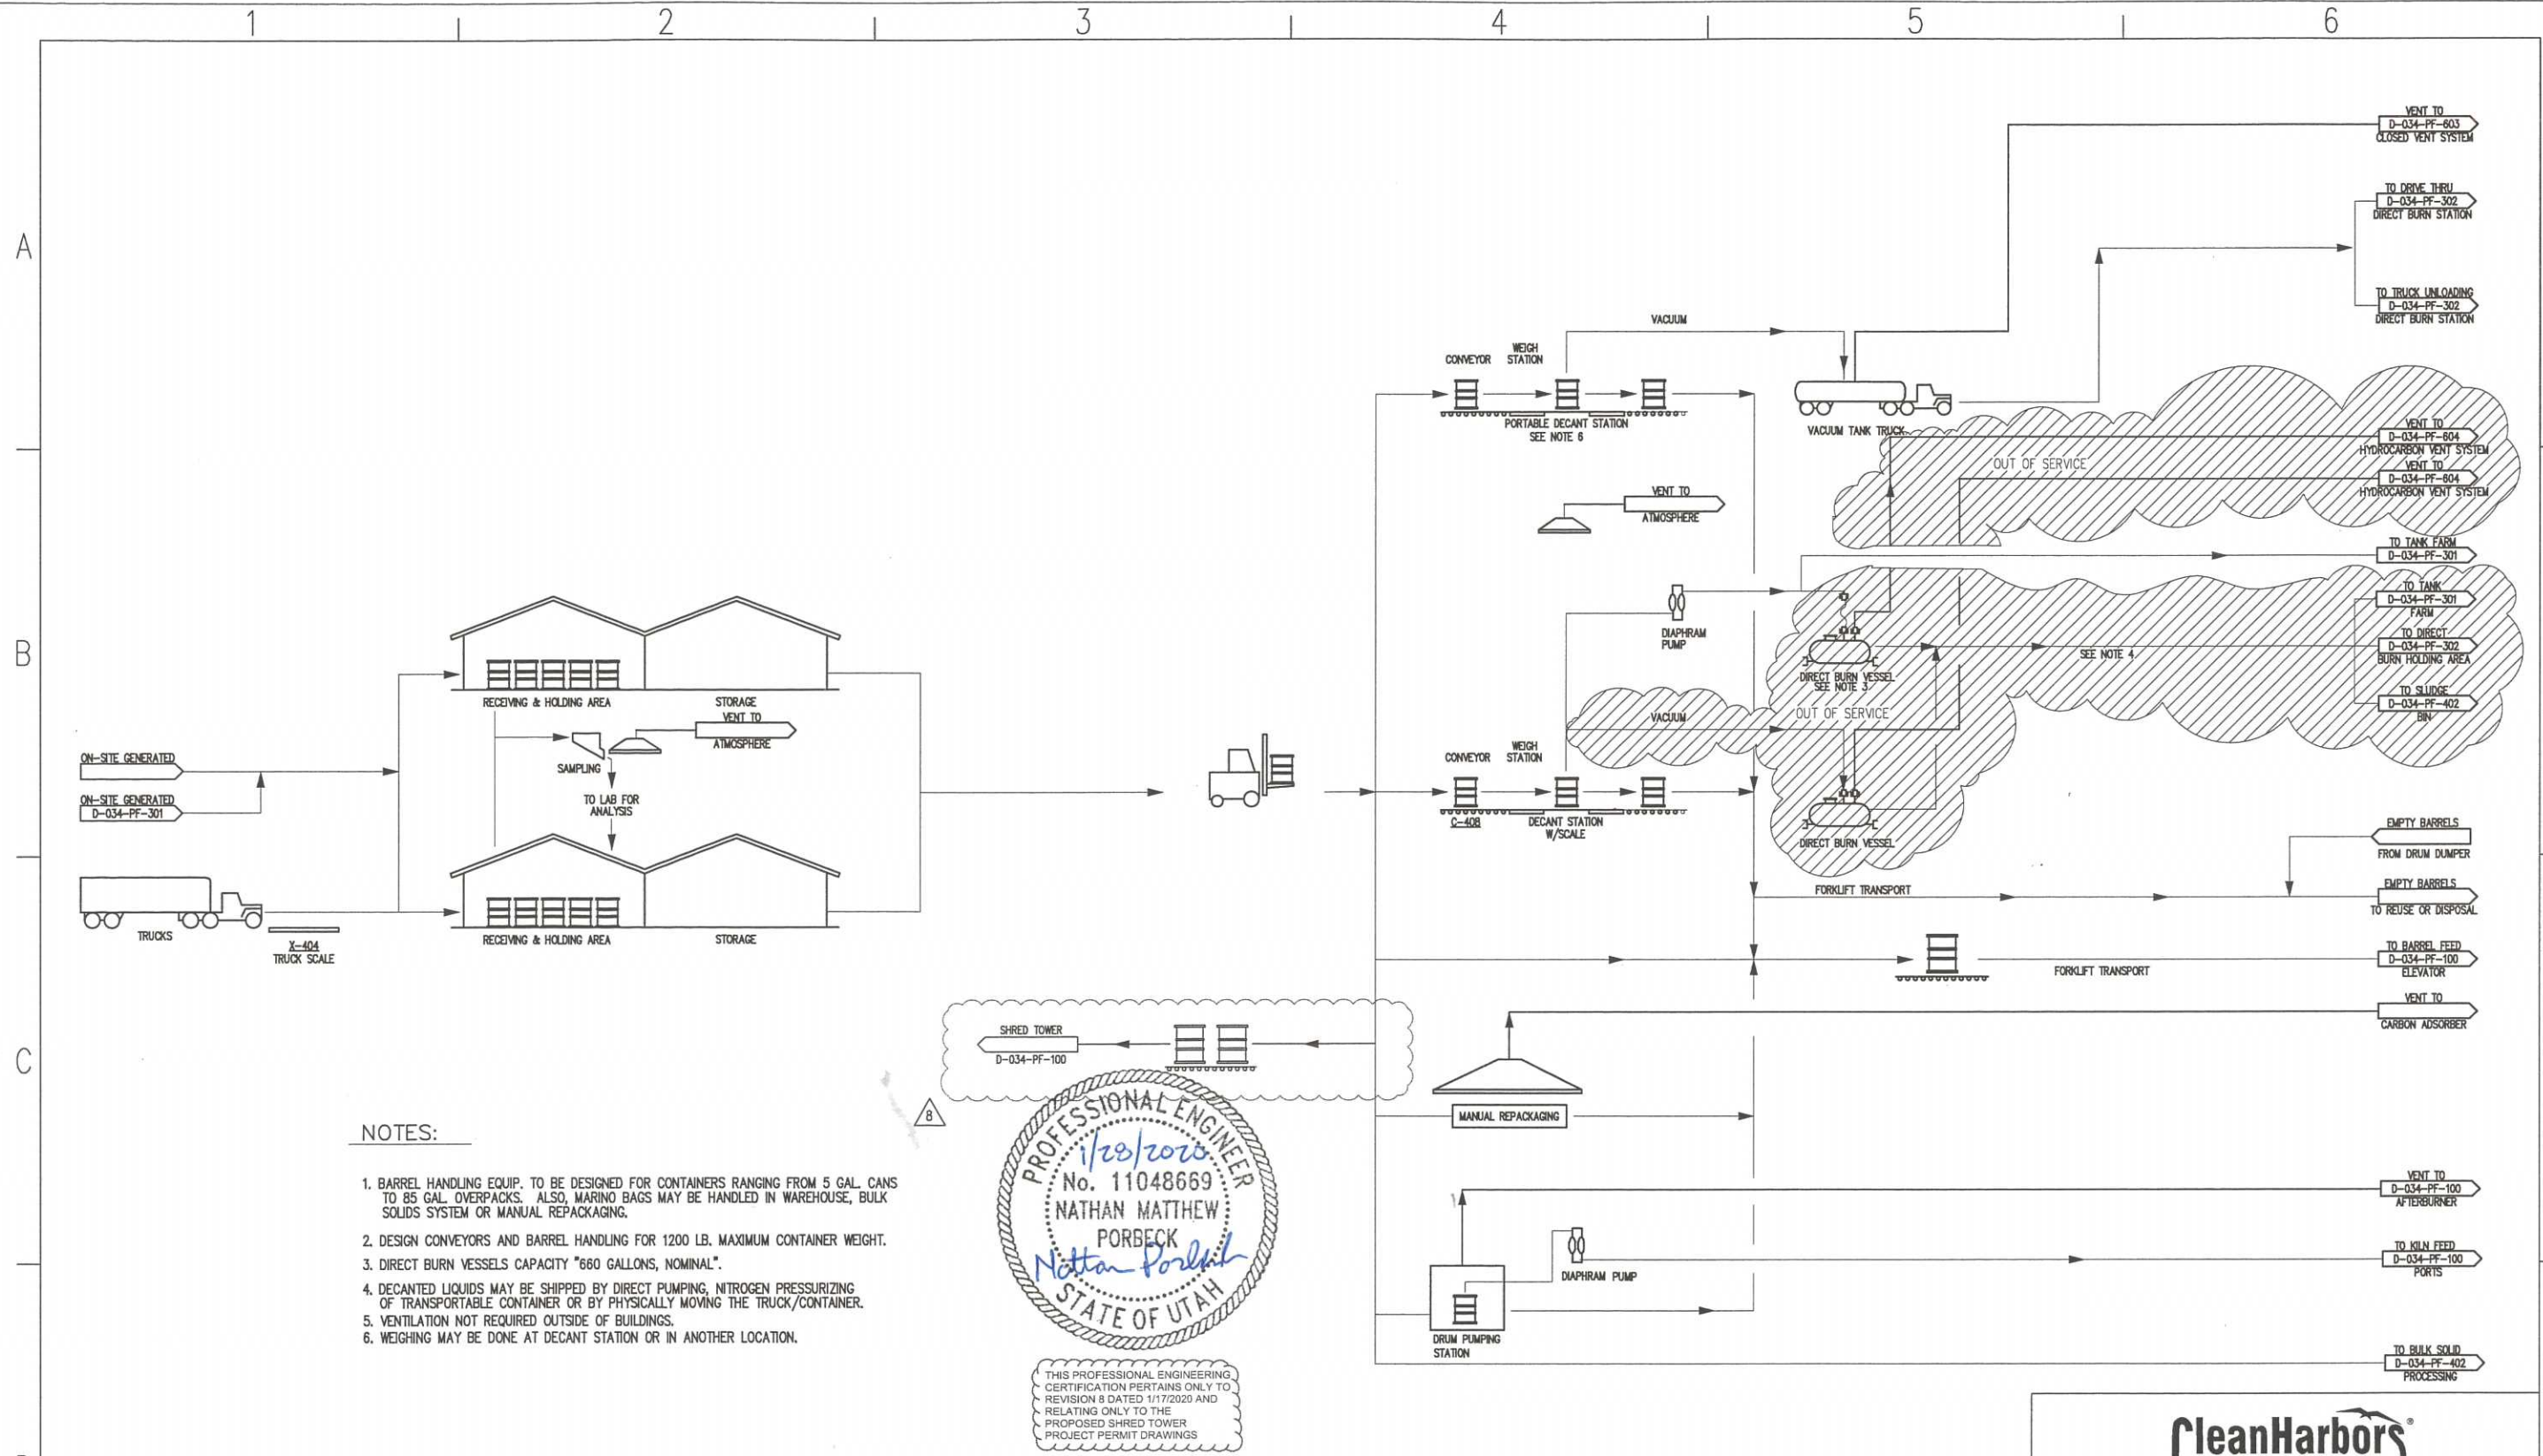 1
2
3
4
5
6
A
B
C
VENT TO
D-034-PF-603
CLOSED VENT SYSTEM
TO DRIVE THRU
D-034-PF-302
DIRECT BURN STATION
TO TRUCK UNLOADING
D-034-PF-302
DIRECT BURN STATION
VACUUM
CONVEYOR
WEIGH
STATION
PORTABLE DECANT STATION
SEE NOTE 6
VACUUM TANK TRUCK
VENT TO
D-034-PF-604
HYDROCARBON VENT SYSTEM
OUT OF SERVICE
VENT TO
D-034-PF-604
HYDROCARBON VENT SYSTEM
VENT TO
ATMOSPHERE
TO TANK FARM
D-034-PF-301
TO TANK
D-034-PF-301
FARM
DIAPHRAM
PUMP
TO DIRECT
D-034-PF-302
BURN HOLDING AREA
SEE NOTE 4
DIRECT BURN VESSEL
SEE NOTE 3
TO SLUDGE
D-034-PF-402
BIN
VACUUM
OUT OF SERVICE
RECEIVING & HOLDING AREA
STORAGE
VENT TO
ATMOSPHERE
SAMPLING
TO LAB FOR
ANALYSIS
ON-SITE GENERATED
ON-SITE GENERATED
D-034-PF-301
CONVEYOR
WEIGH
STATION
C-408
DECANT STATION
W/SCALE
DIRECT BURN VESSEL
EMPTY BARRELS
FROM DRUM DUMPER
FORKLIFT TRANSPORT
EMPTY BARRELS
TO REUSE OR DISPOSAL
TRUCKS
X-404
TRUCK SCALE
RECEIVING & HOLDING AREA
STORAGE
TO BARREL FEED
D-034-PF-100
ELEVATOR
FORKLIFT TRANSPORT
VENT TO
CARBON ADSORBER
SHRED TOWER
D-034-PF-100
8
MANUAL REPACKAGING
VENT TO
D-034-PF-100
AFTERBURNER
DIAPHRAM PUMP
TO KILN FEED
D-034-PF-100
PORTS
DRUM PUMPING
STATION
TO BULK SOLID
D-034-PF-402
PROCESSING
NOTES:
1. BARREL HANDLING EQUIP. TO BE DESIGNED FOR CONTAINERS RANGING FROM 5 GAL. CANS
TO 85 GAL. OVERPACKS. ALSO, MARINO BAGS MAY BE HANDLED IN WAREHOUSE, BULK
SOLIDS SYSTEM OR MANUAL REPACKAGING.
2. DESIGN CONVEYORS AND BARREL HANDLING FOR 1200 LB. MAXIMUM CONTAINER WEIGHT.
3. DIRECT BURN VESSELS CAPACITY "660 GALLONS, NOMINAL".
4. DECANTED LIQUIDS MAY BE SHIPPED BY DIRECT PUMPING, NITROGEN PRESSURIZING
OF TRANSPORTABLE CONTAINER OR BY PHYSICALLY MOVING THE TRUCK/CONTAINER.
5. VENTILATION NOT REQUIRED OUTSIDE OF BUILDINGS.
6. WEIGHING MAY BE DONE AT DECANT STATION OR IN ANOTHER LOCATION.
PROFESSIONAL ENGINEER
1/28/2020
No. 11048669
NATHAN MATTHEW
PORBECK
STATE OF UTAH
THIS PROFESSIONAL ENGINEERING
CERTIFICATION PERTAINS ONLY TO
REVISION 8 DATED 1/17/2020 AND
RELATING ONLY TO THE
PROPOSED SHRED TOWER
PROJECT PERMIT DRAWINGS
CleanHarbors®